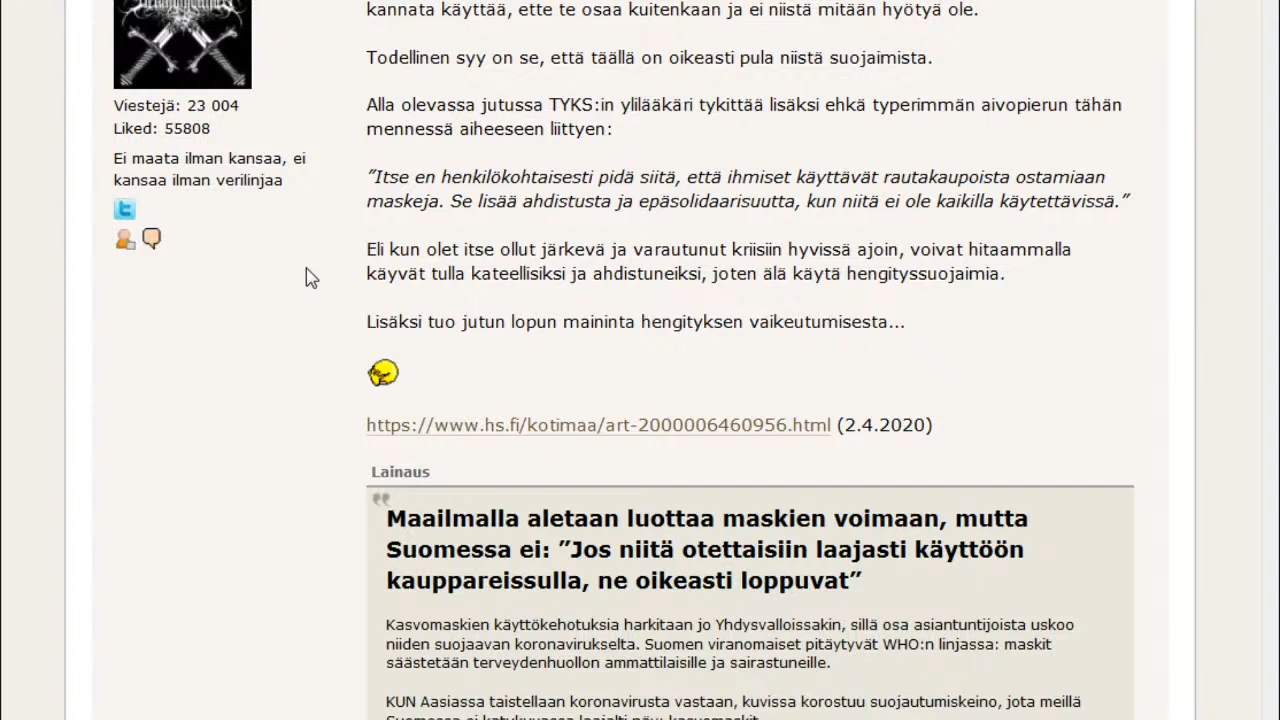 kannata käyttää, ette te osaa kuitenkaan ja ei niistä mitään hyötyä ole.
Todellinen syy on se, että täällä on oikeasti pula niistä suojaimista.
Viestejä: 23 004
Liked: 55808
Ei maata ilman kansaa, ei
kansaa ilman verilinjaa
Alla olevassa jutussa TYKS:in ylilääkäri tykittää lisäksi ehkä typerimmän aivopierun tähän
mennessä aiheeseen liittyen:
”Itse en henkilökohtaisesti pidä siitä, että ihmiset käyttävät rautakaupoista ostamiaan
maskeja. Se lisää ahdistusta ja epäsolidaarisuutta, kun niitä ei ole kaikilla käytettävissä.”
Eli kun olet itse ollut järkevä ja varautunut kriisiin hyvissä ajoin, voivat hitaammalla
käyvät tulla kateellisiksi ja ahdistuneiksi, joten älä käytä hengityssuojaimia.
Lisäksi tuo jutun lopun maininta hengityksen vaikeutumisesta...
https://www.hs.fi/kotimaa/art-2000006460956.html (2.4.2020)
Lainaus
Maailmalla aletaan luottaa maskien voimaan, mutta
Suomessa ei: ”Jos niitä otettaisiin laajasti käyttöön
kauppareissulla, ne oikeasti loppuvat”
Kasvomaskien käyttökehotuksia harkitaan jo Yhdysvalloissakin, sillä osa asiantuntijoista uskoo
niiden suojaavan koronavirukselta. Suomen viranomaiset pitäytyvät WHO:n linjassa: maskit
säästetään terveydenhuollon ammattilaisille ja sairastuneille.
KUN Aasiassa taistellaan koronavirusta vastaan, kuvissa korostuu suojautumiskeino, jota meillä